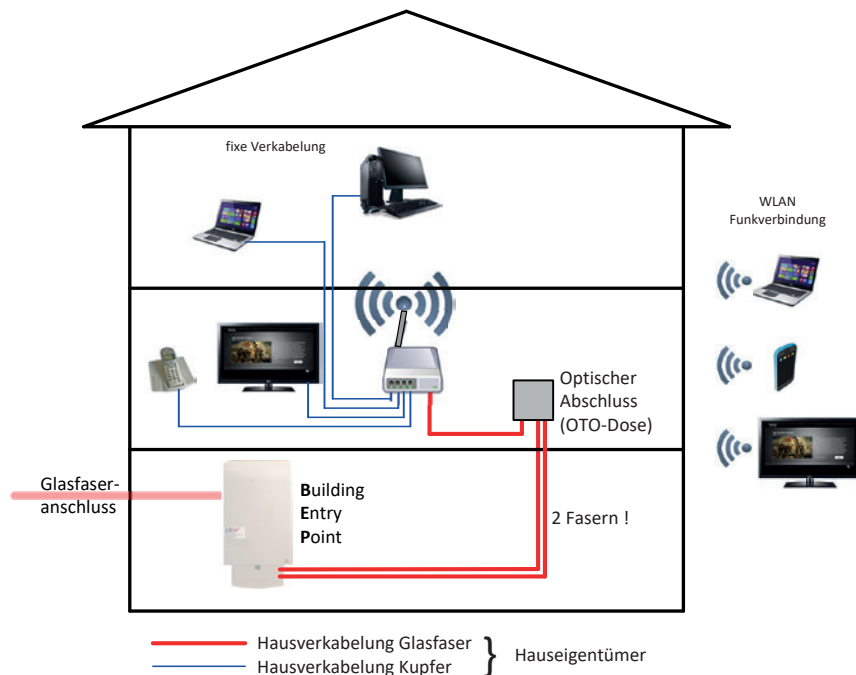 fixe Verkabelung
WLAN
Funkverbindung
Optischer
Abschluss
(OTO-Dose)
Glasfaser-
anschluss
Building
Entry
Point
2 Fasern !
Hausverkabelung Glasfaser
Hausverkabelung Kupfer
} Hauseigentümer